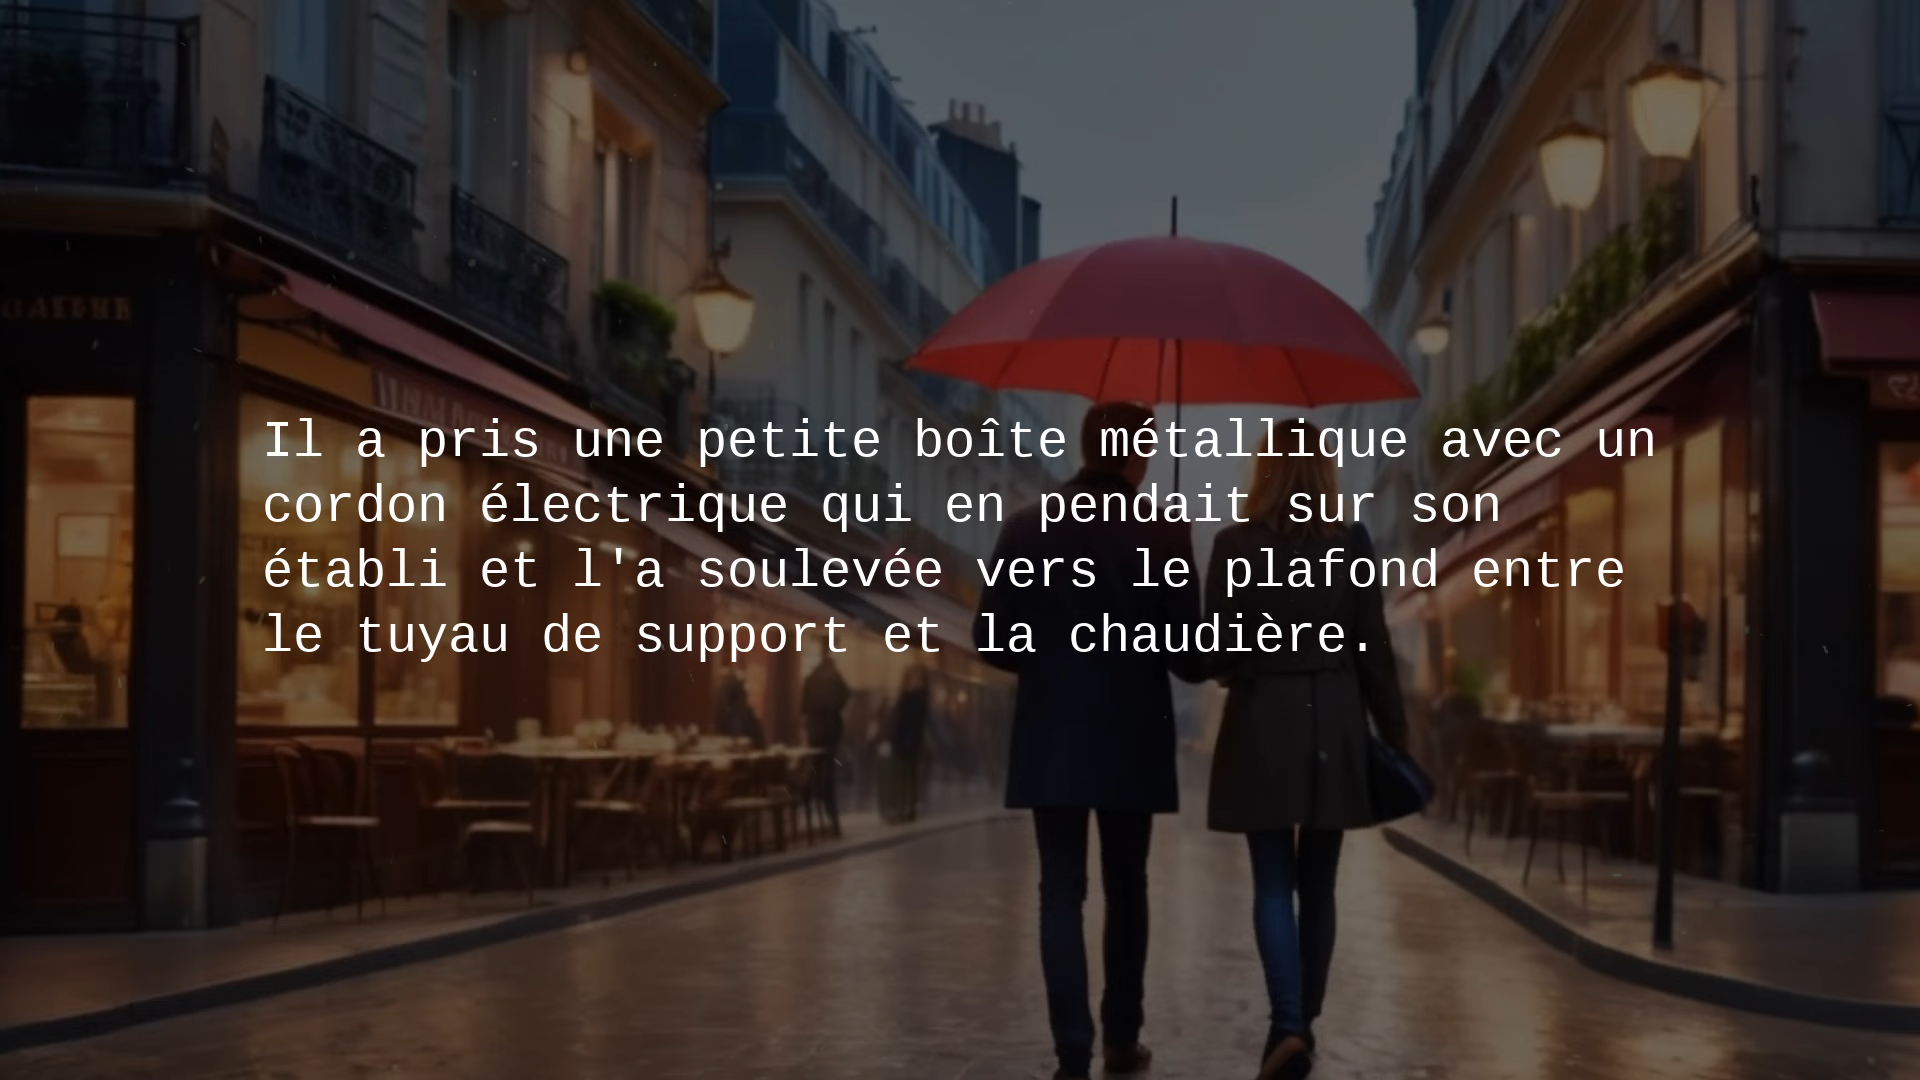 Il a pris une petite boîte métallique avec un
cordon électrique qui en pendait sur son
établi et l'a soulevée vers le plafond entre
le tuyau de support et la chaudière.